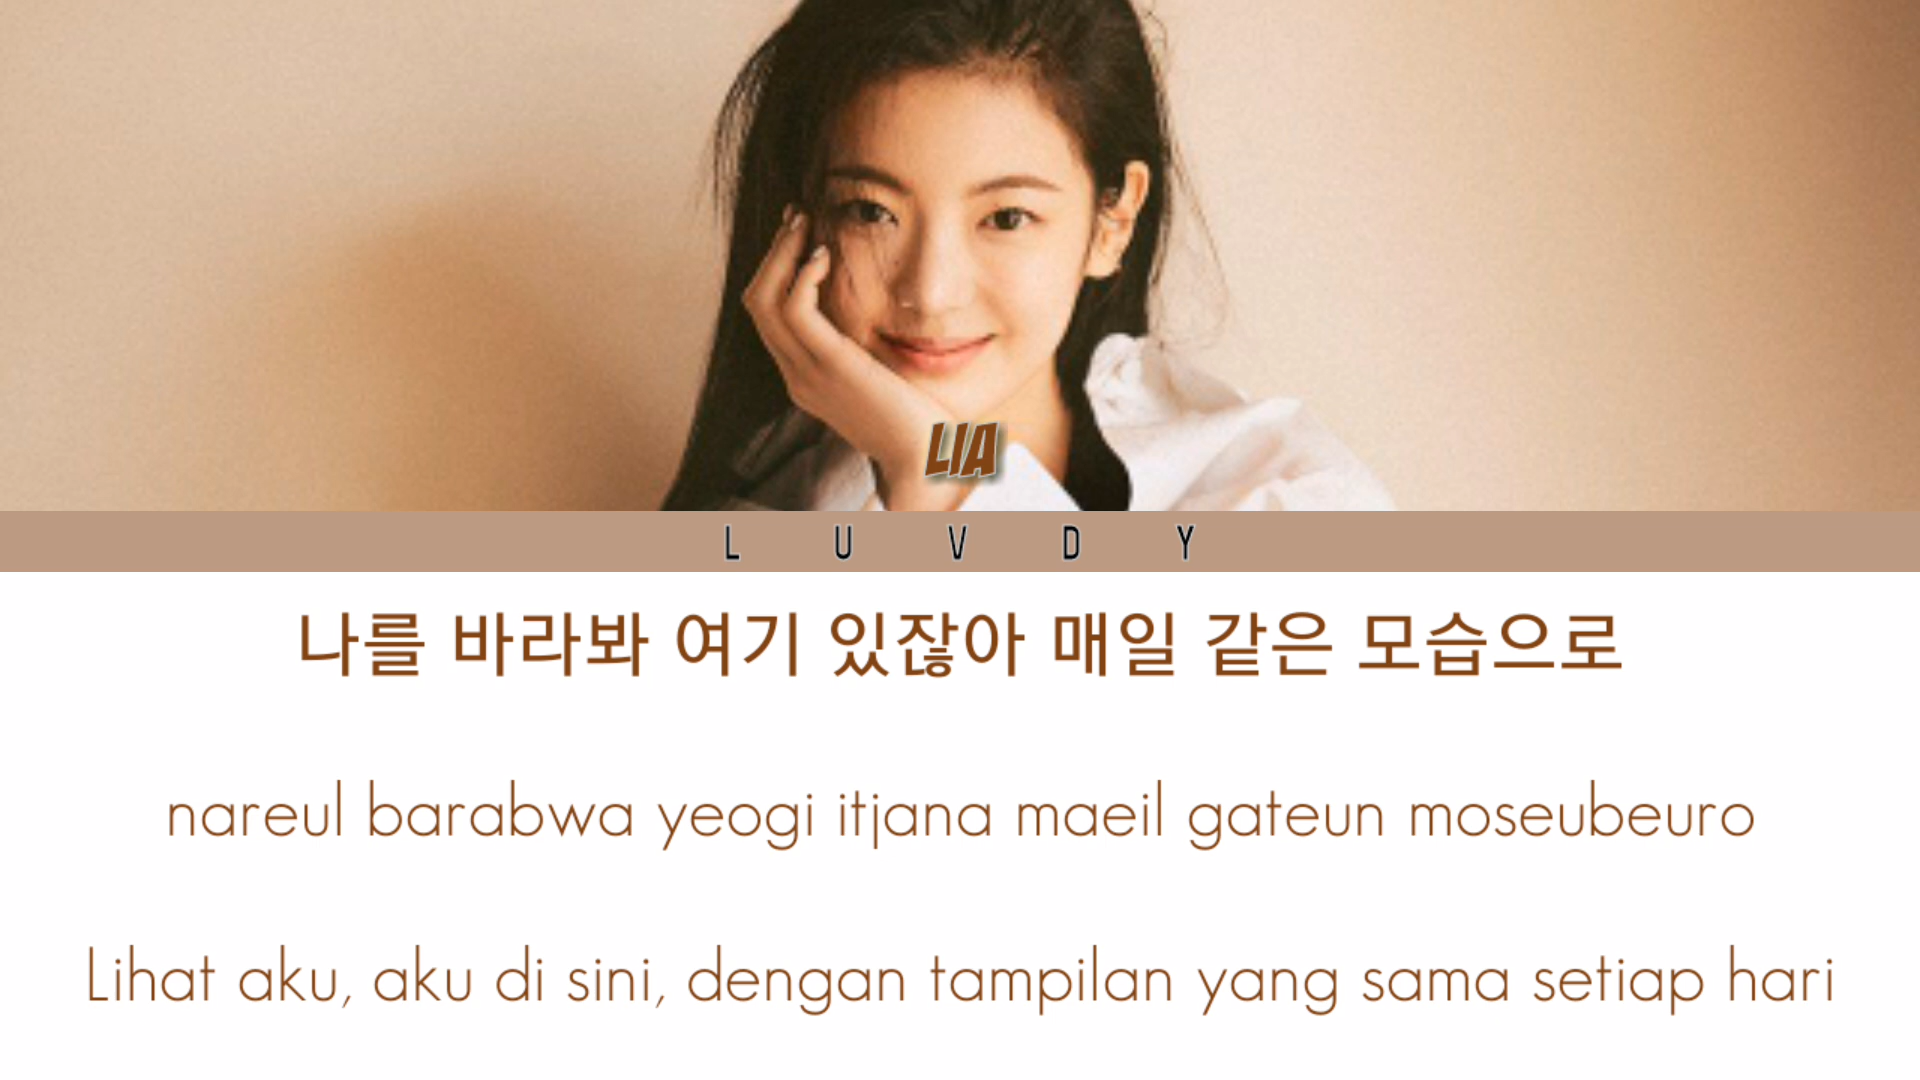 LIA
L U V D Y
나를 바라봐 여기 있잖아 매일 같은 모습으로
nareul barabwa yeogi itjana maeil gateun moseubeuro
Lihat aku, aku di sini, dengan tampilan yang sama setiap hari